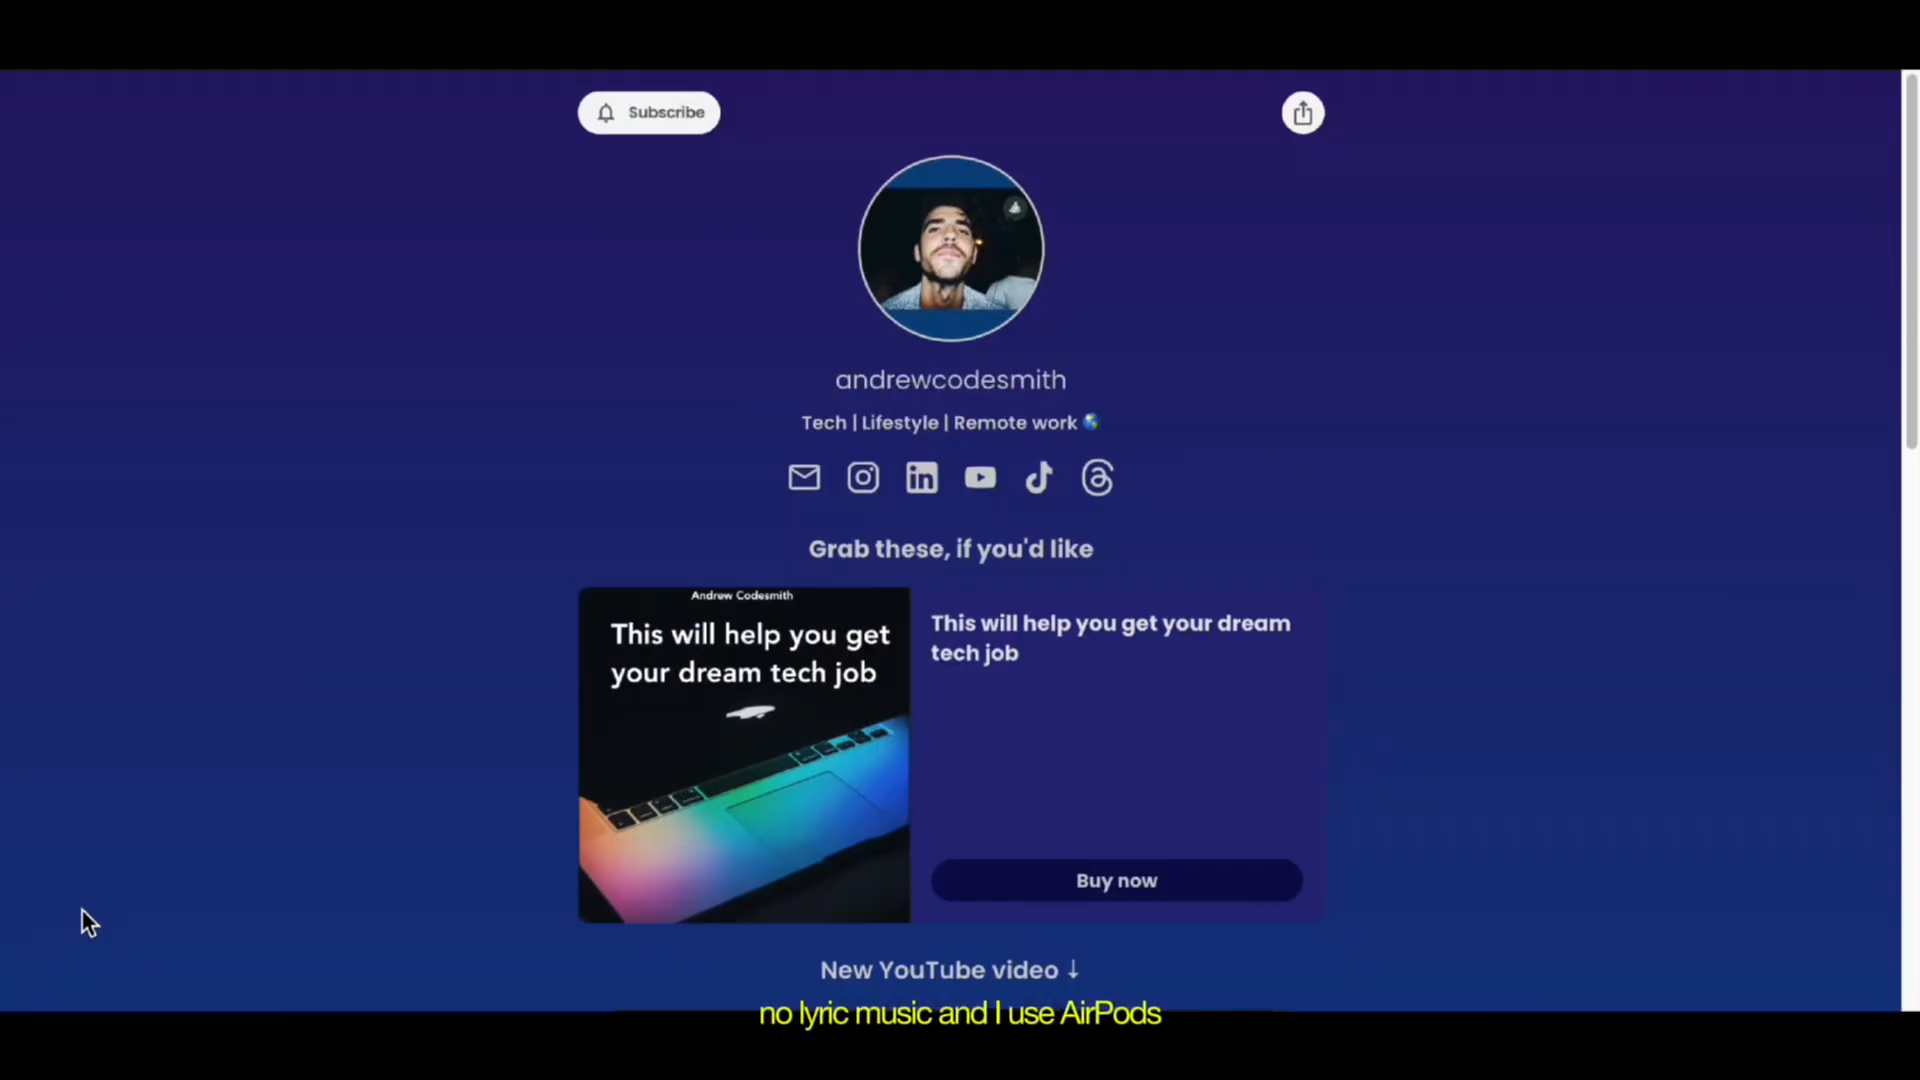 Subscribe
andrewcodesmith
Tech | Lifestyle | Remote work
Grab these, if you'd like
Andrew Codesmith
This will help you get
your dream tech job
This will help you get your dream
tech job
Buy now
New YouTube video ↓
no lyric music and I use AirPods